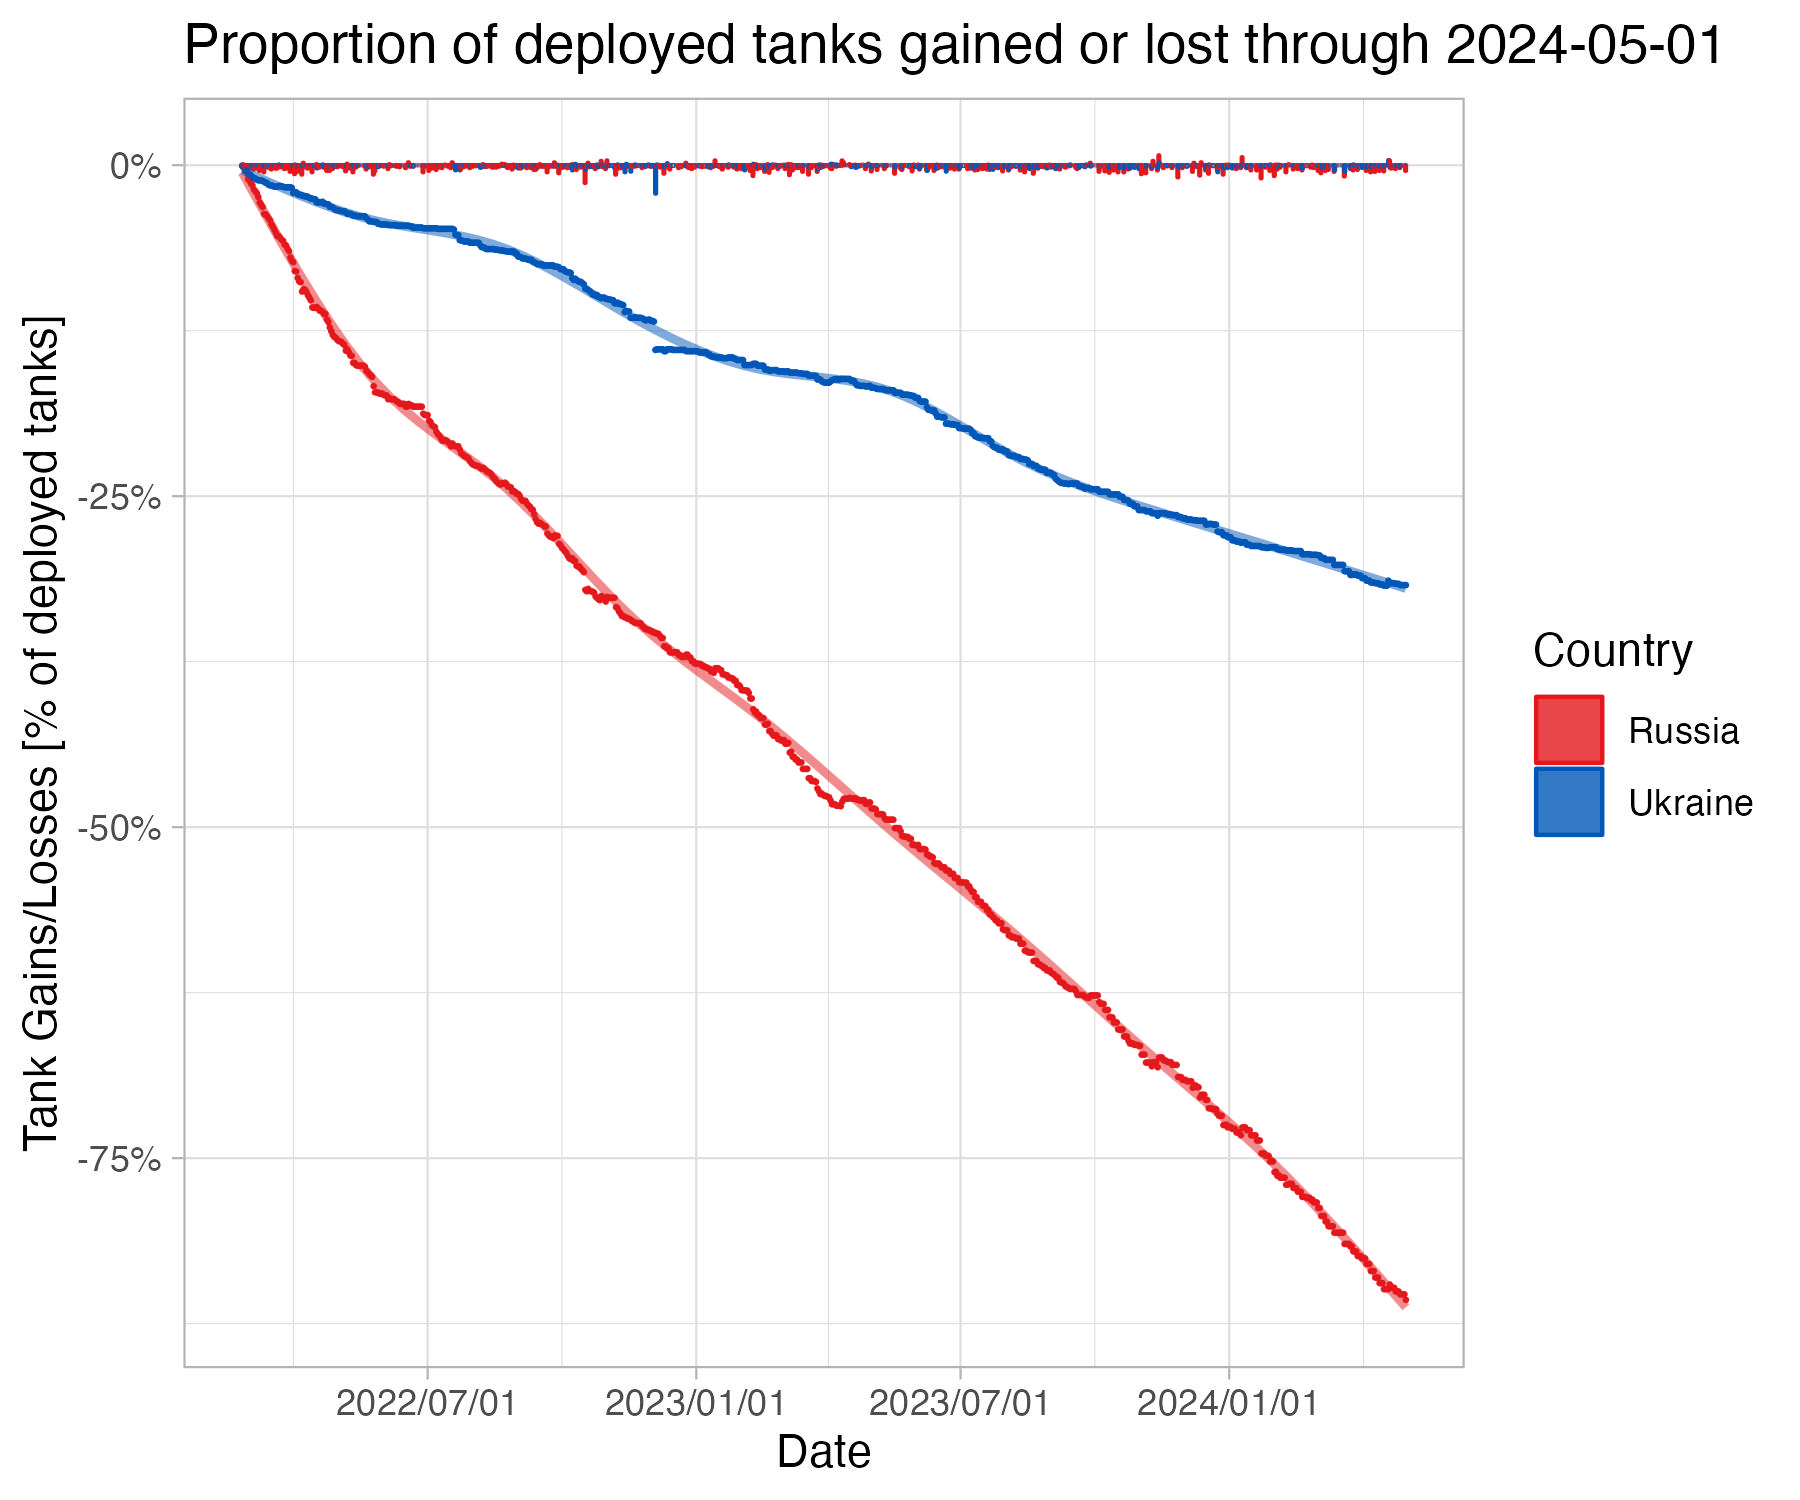 Proportion of deployed tanks gained or lost through 2024-05-01
Tank Gains/Losses [% of deployed tanks]
0%
-25%
-50%
-75%
2022/07/01
2023/01/01
2023/07/01
2024/01/01
Date
Country
Russia
Ukraine